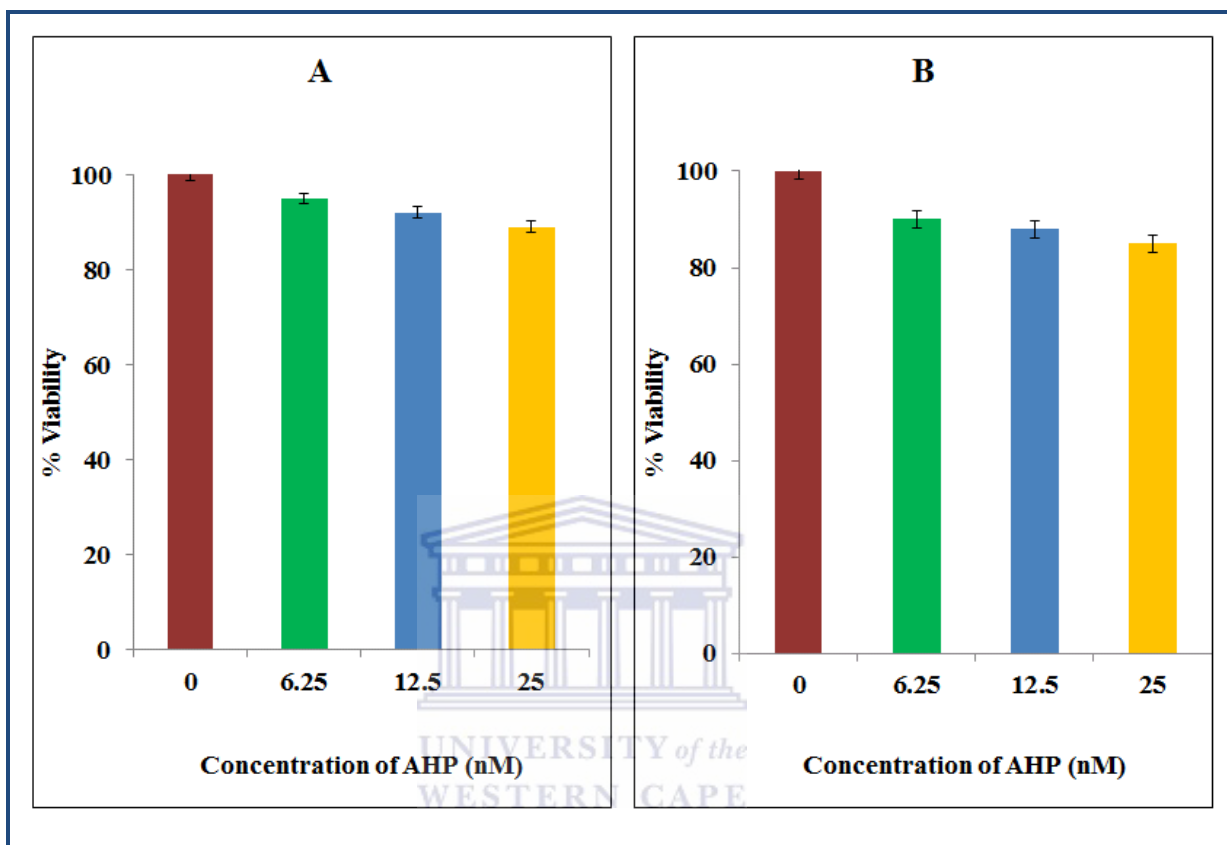 A
100
80
60
40
20
0
% Viability
0 6.25 12.5 25
Concentration of AHP (nM)
B
100
80
60
40
20
0
% Viability
0 6.25 12.5 25
Concentration of AHP (nM)
UNIVERSITY of the
WESTERN CAPE